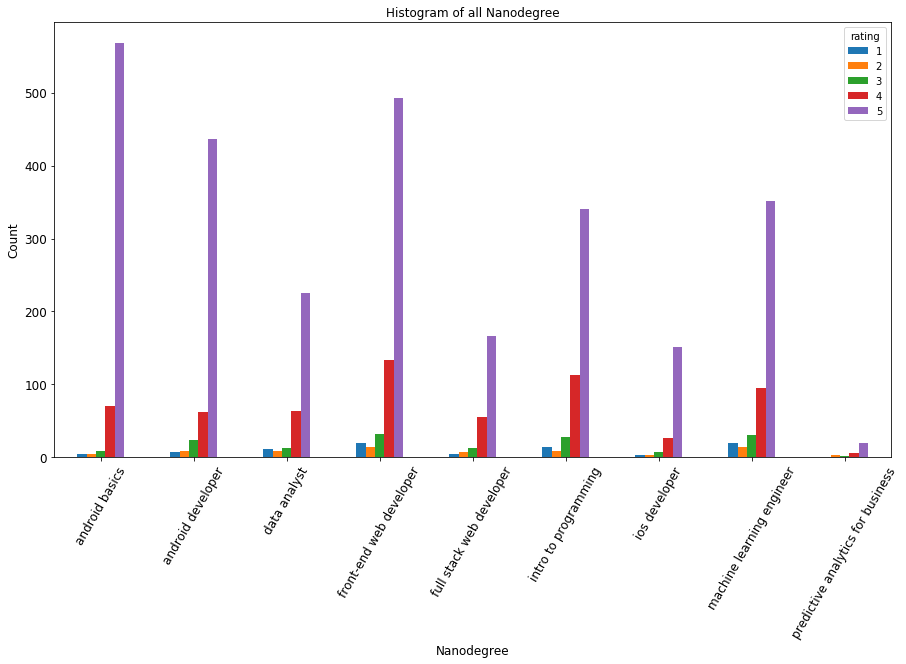 Histogram of all Nanodegree
rating
1
2
3
4
5
500
400
300
200
100
0
Count
android basics
android developer
data analyst
front-end web developer
full stack web developer
intro to programming
ios developer
machine learning engineer
predictive analytics for business
Nanodegree